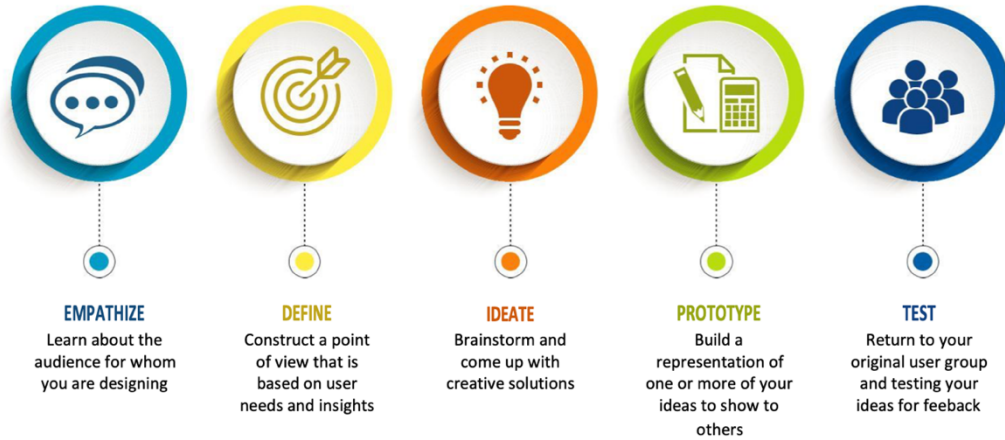 EMPATHIZE
Learn about the
audience for whom
you are designing
DEFINE
Construct a point
of view that is
based on user
needs and insights
IDEATE
Brainstorm and
come up with
creative solutions
PROTOTYPE
Build a
representation of
one or more of your
ideas to show to
others
TEST
Return to your
original user group
and testing your
ideas for feeback